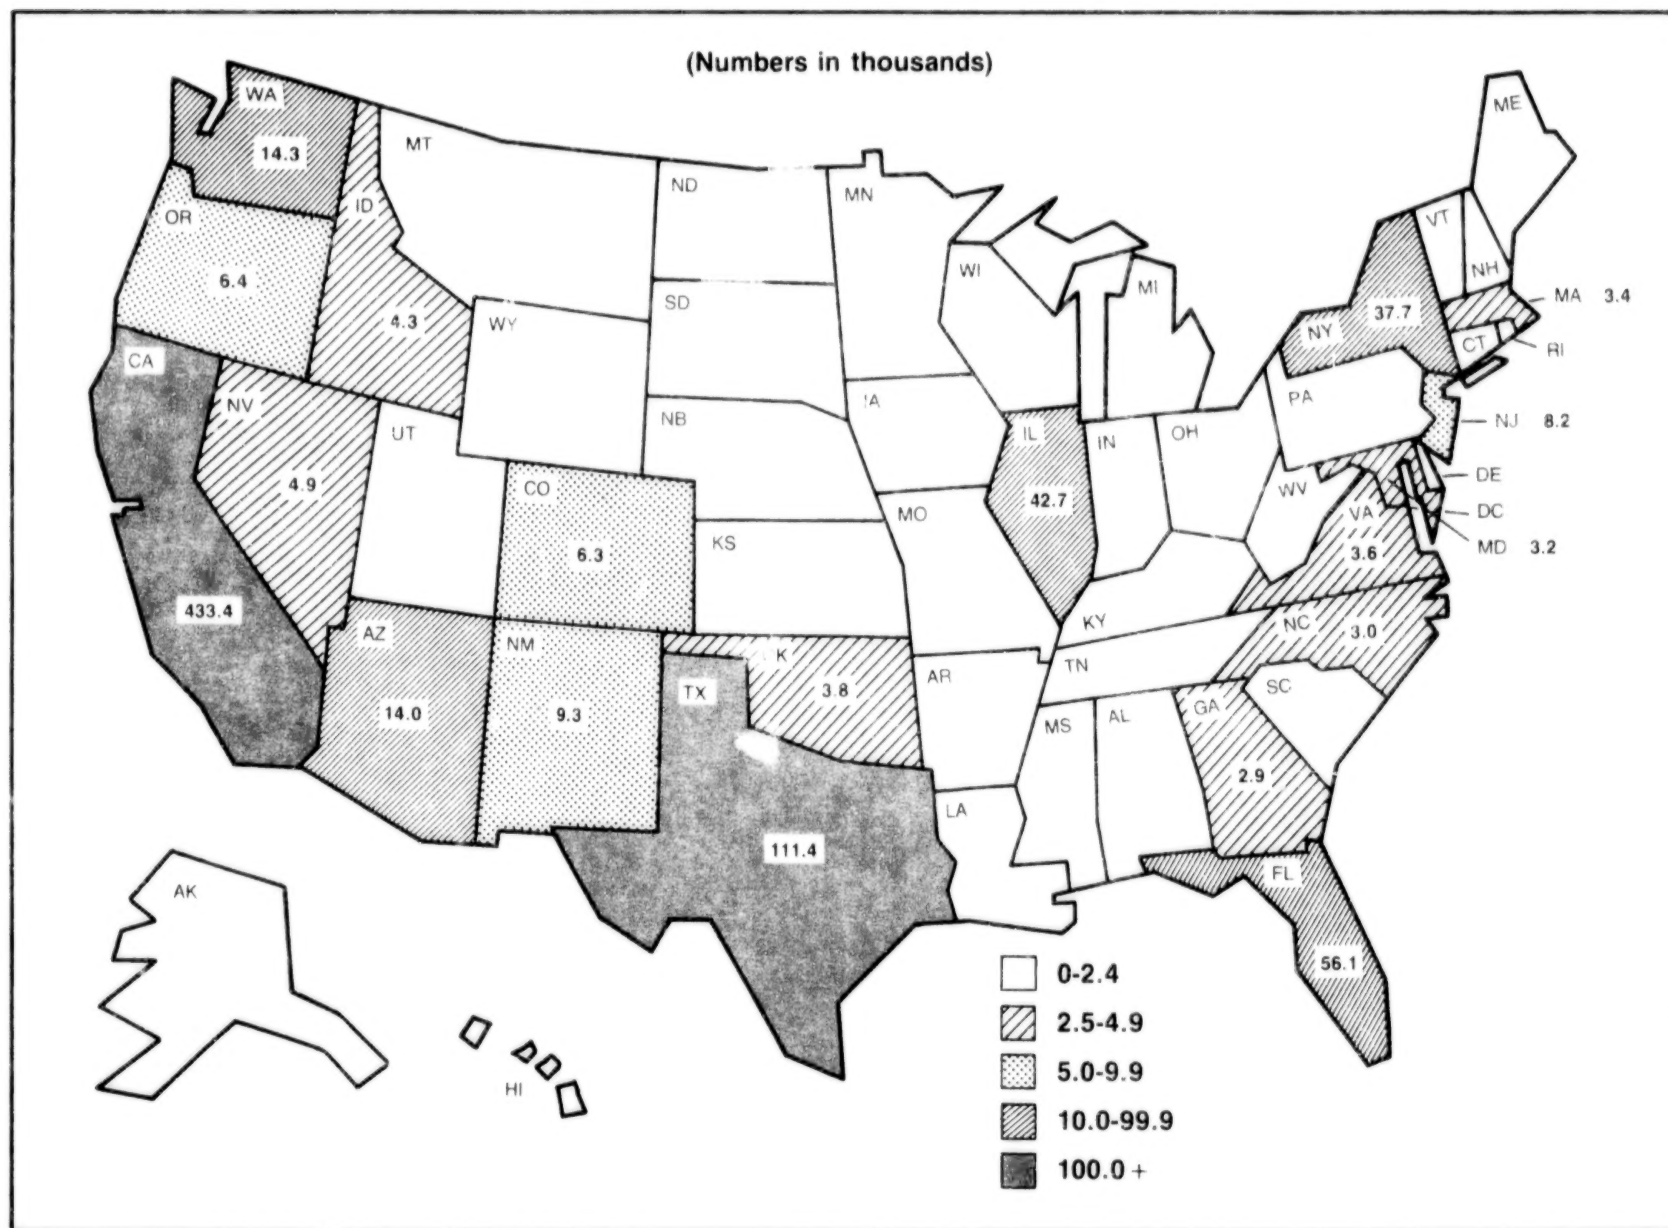 (Numbers in thousands)
WA
14.3
MT
ND
MN
ME
OR
6.4
ID
4.3
WY
SD
WI
MI
VT
NH
MA 3.4
NY
37.7
CT
RI
CA
433.4
NV
4.9
UT
NB
IA
IL
42.7
IN
OH
PA
NJ 8.2
DE
DC
MD 3.2
CO
6.3
KS
MO
WV
VA
3.6
KY
NC
3.0
AZ
14.0
NM
9.3
TX
111.4
3.8
AR
TN
SC
MS
AL
GA
2.9
LA
FL
56.1
AK
HI
0-2.4
2.5-4.9
5.0-9.9
10.0-99.9
100.0 +